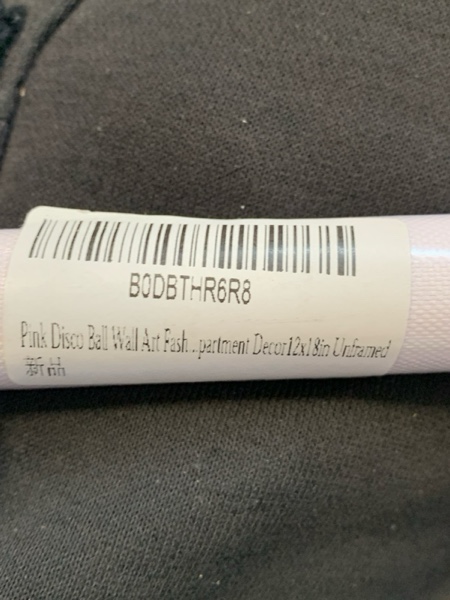 B0DBTHR6R8
Pink Disco Ball Wall Art Fash...partment Decor12x18in Unframed
新品